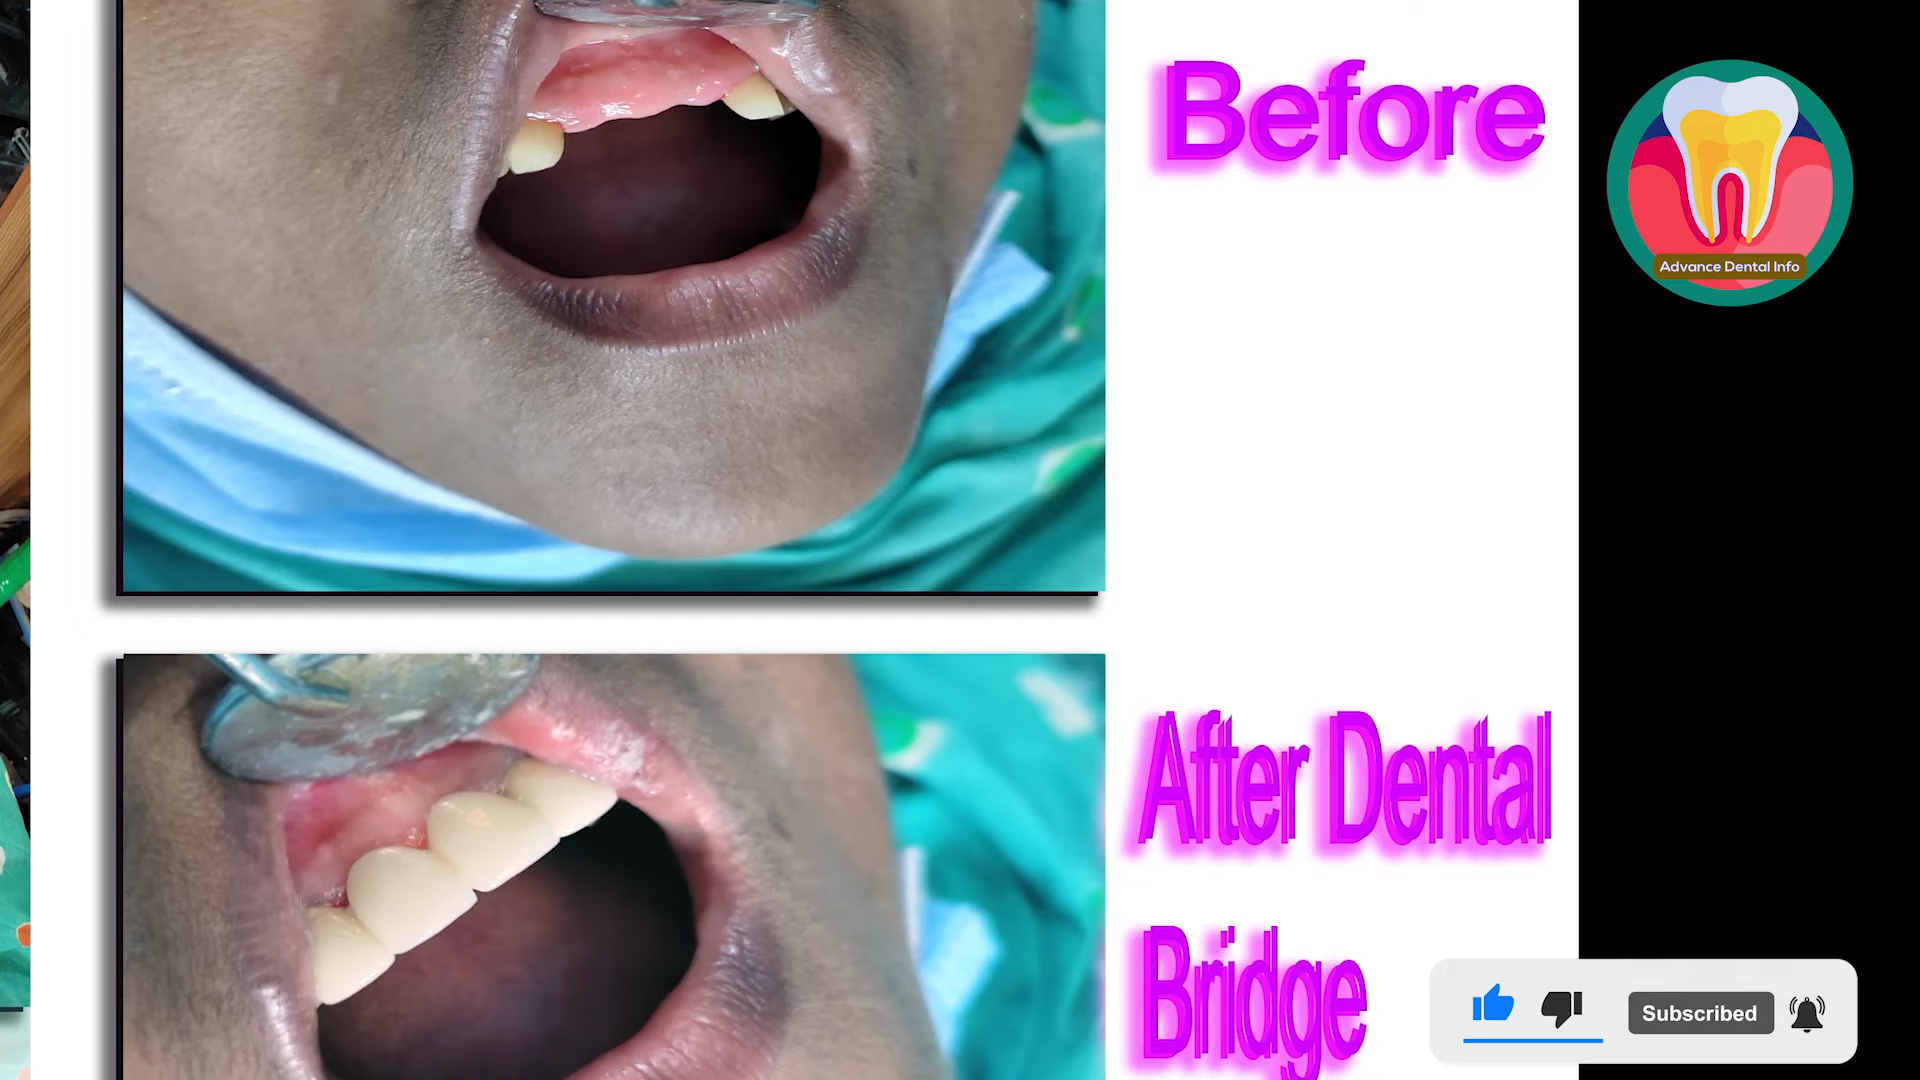 Before
Advance Dental Info
After Dental
Bridge
Subscribed